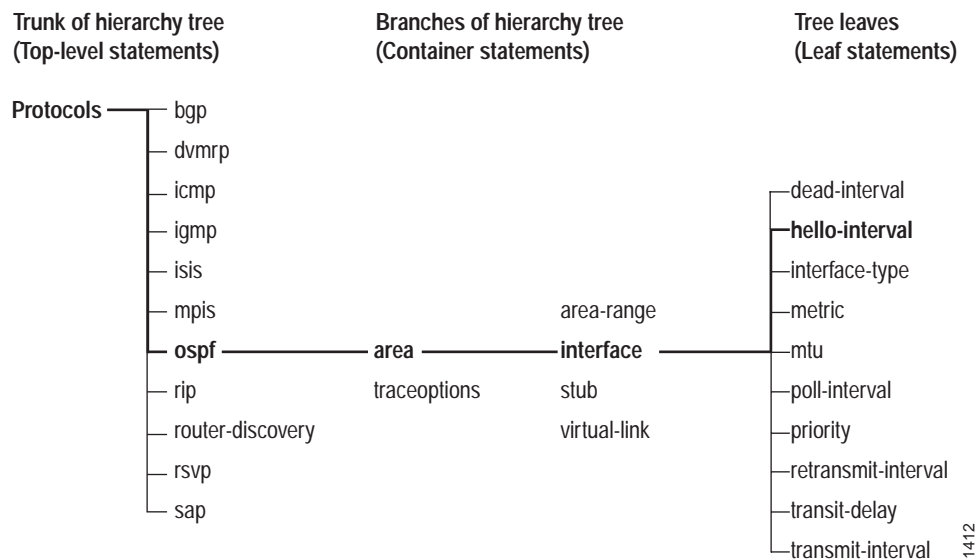 Trunk of hierarchy tree
(Top-level statements)
Branches of hierarchy tree
(Container statements)
Tree leaves
(Leaf statements)
Protocols
bgp
dvmrp
icmp
igmp
isis
mpis
ospf
rip
router-discovery
rsvp
sap
area
traceoptions
area-range
interface
stub
virtual-link
dead-interval
hello-interval
interface-type
metric
mtu
poll-interval
priority
retransmit-interval
transit-delay
transmit-interval
1412